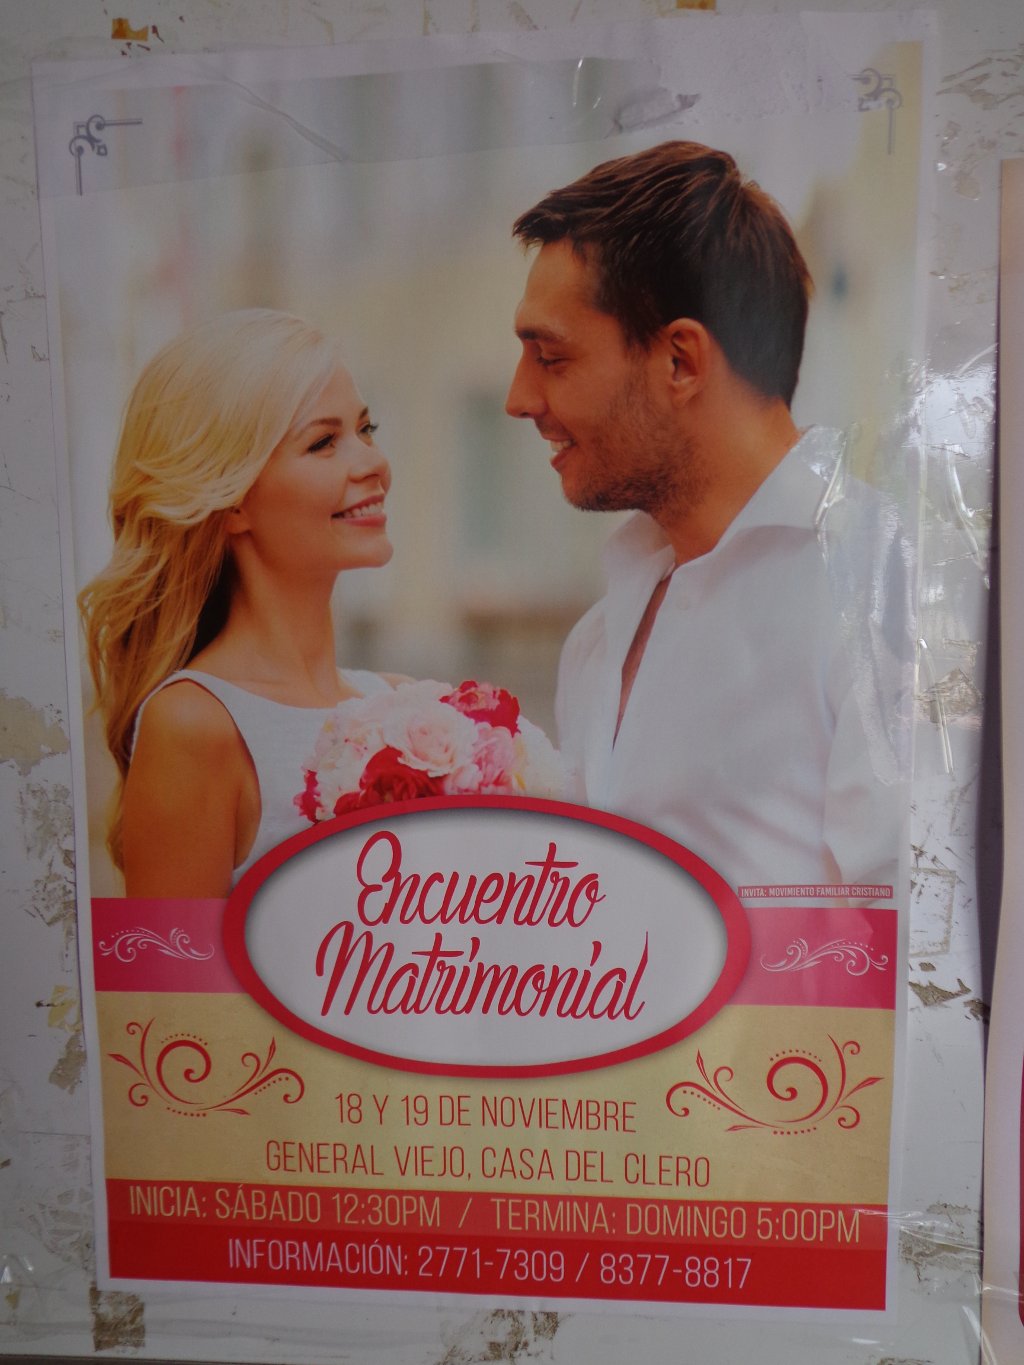 INVITA: MOVIMIENTO FAMILIAR CRISTIANO
Encuentro
Matrimonial
18 Y 19 DE NOVIEMBRE
GENERAL VIEJO, CASA DEL CLERO
INICIA: SÁBADO 12:30PM / TERMINA: DOMINGO 5:00PM
INFORMACIÓN: 2771-7309 / 8377-8817